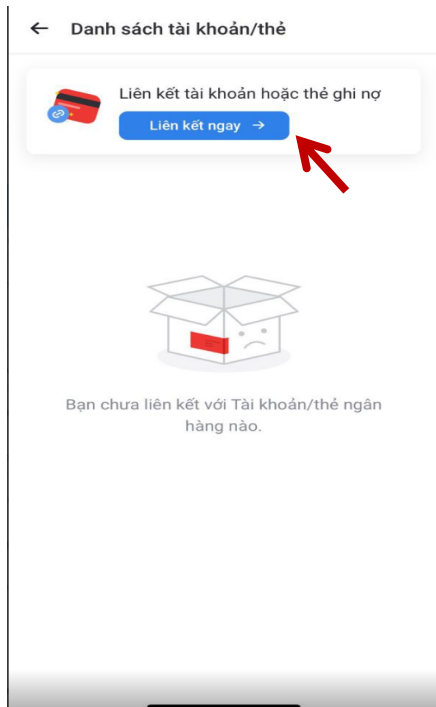 Danh sách tài khoản/thẻ
Liên kết tài khoản hoặc thẻ ghi nợ
Liên kết ngay →
Bạn chưa liên kết với Tài khoản/thẻ ngân
hàng nào.